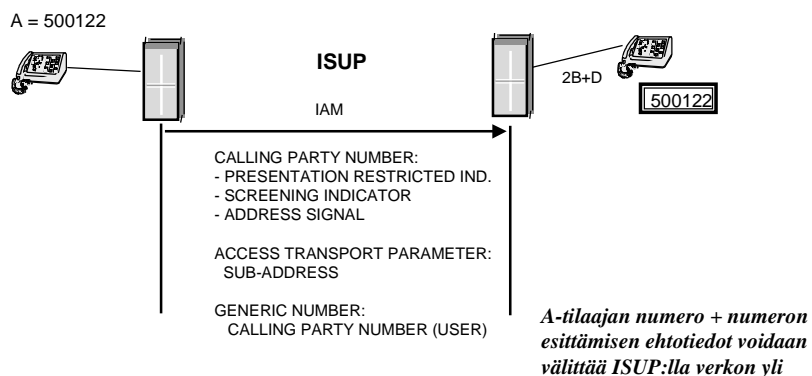 A = 500122
ISUP
2B+D
500122
IAM
CALLING PARTY NUMBER:
- PRESENTATION RESTRICTED IND.
- SCREENING INDICATOR
- ADDRESS SIGNAL
ACCESS TRANSPORT PARAMETER:
SUB-ADDRESS
GENERIC NUMBER:
CALLING PARTY NUMBER (USER)
A-tilaajan numero + numeron
esittämisen ehtotiedot voidaan
välittää ISUP:lla verkon yli